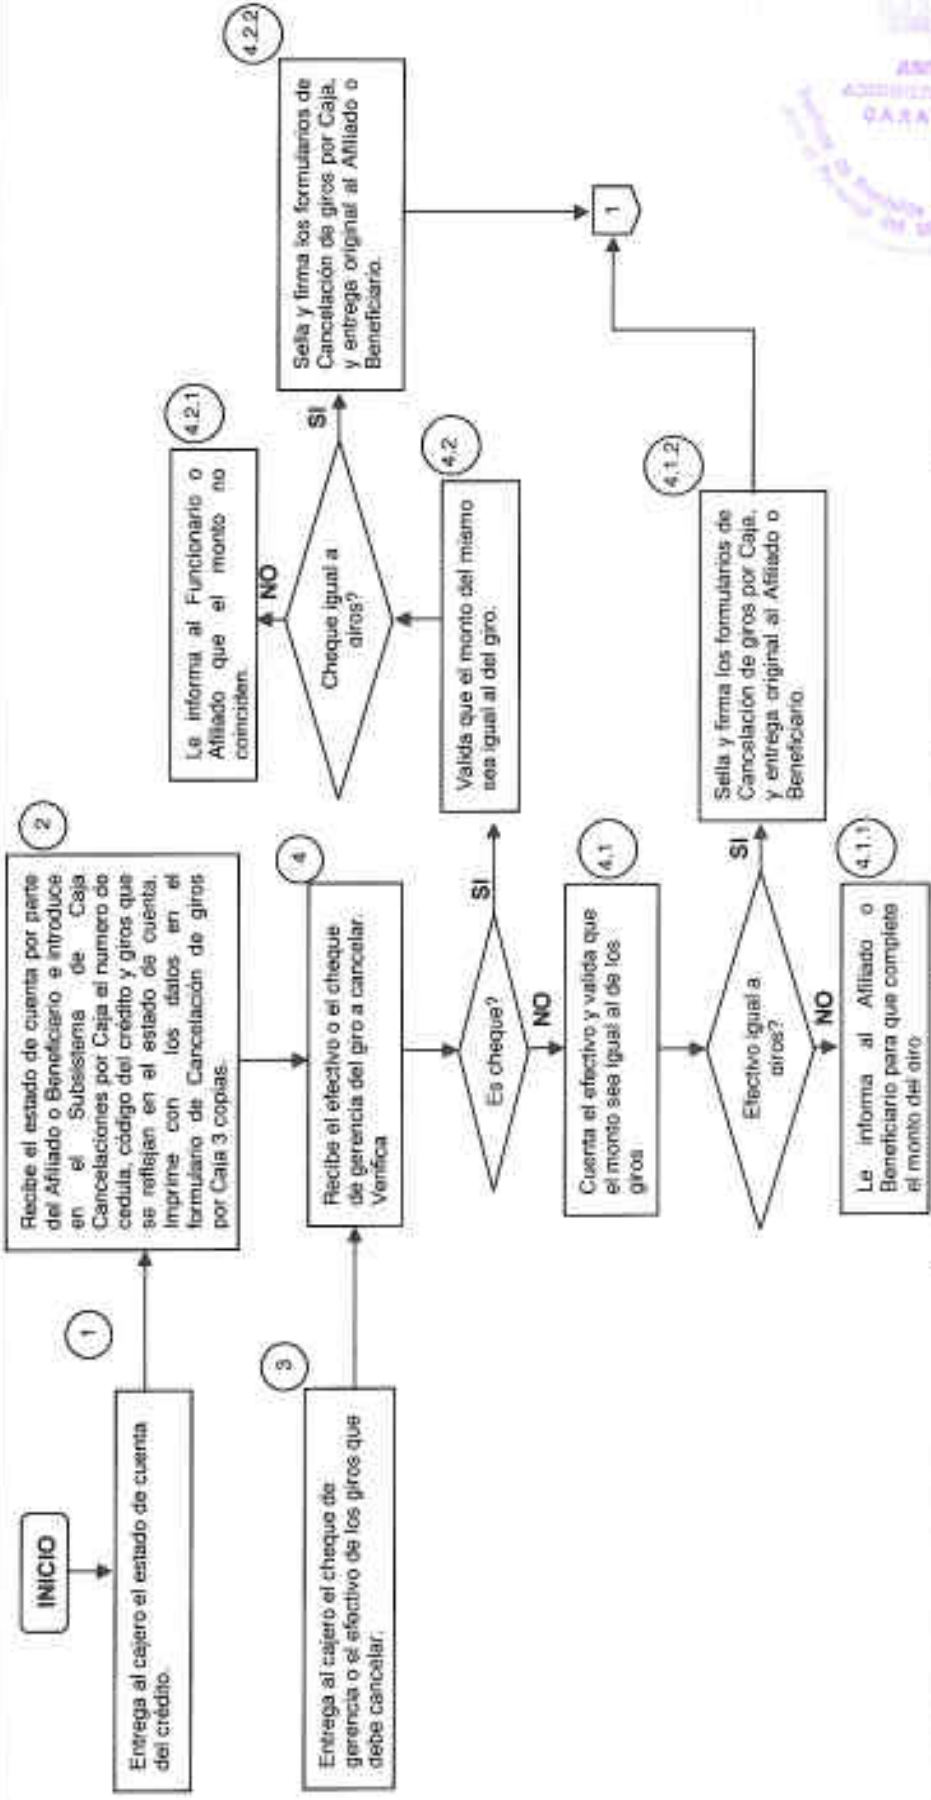 INICIO
Entrega al cajero el estado de cuenta
del crédito.
1
Recibe el estado de cuenta por parte
del Afiliado o Beneficiario e introduce
en el Subsistema de Caja
Cancelaciones por Caja el numero de
cedula, código del crédito y giros que
se reflejan en el estado de cuenta.
Imprime con los datos en el
formulario de Cancelación de giros
por Caja 3 copias.
2
Entrega al cajero el cheque de
gerencia o el efectivo de los giros que
debe cancelar.
3
Recibe el efectivo o el cheque
de gerencia del giro a cancelar.
Verifica
4
Es cheque?
SI
NO
Cuenta el efectivo y valida que
el monto sea igual al de los
giros
4.1
Efectivo igual a
giros?
NO
SI
Le informa al Afiliado o
Beneficiario para que complete
el monto del giro
4.1.1
Sella y firma los formularios de
Cancelación de giros por Caja,
y entrega original al Afiliado o
Beneficiario.
4.1.2
Valida que el monto del mismo
sea igual al del giro.
4.2
Cheque igual a
giros?
NO
SI
Le informa al Funcionario o
Afiliado que el monto no
coinciden.
4.2.1
Sella y firma los formularios de
Cancelación de giros por Caja,
y entrega original al Afiliado o
Beneficiario.
4.2.2
1